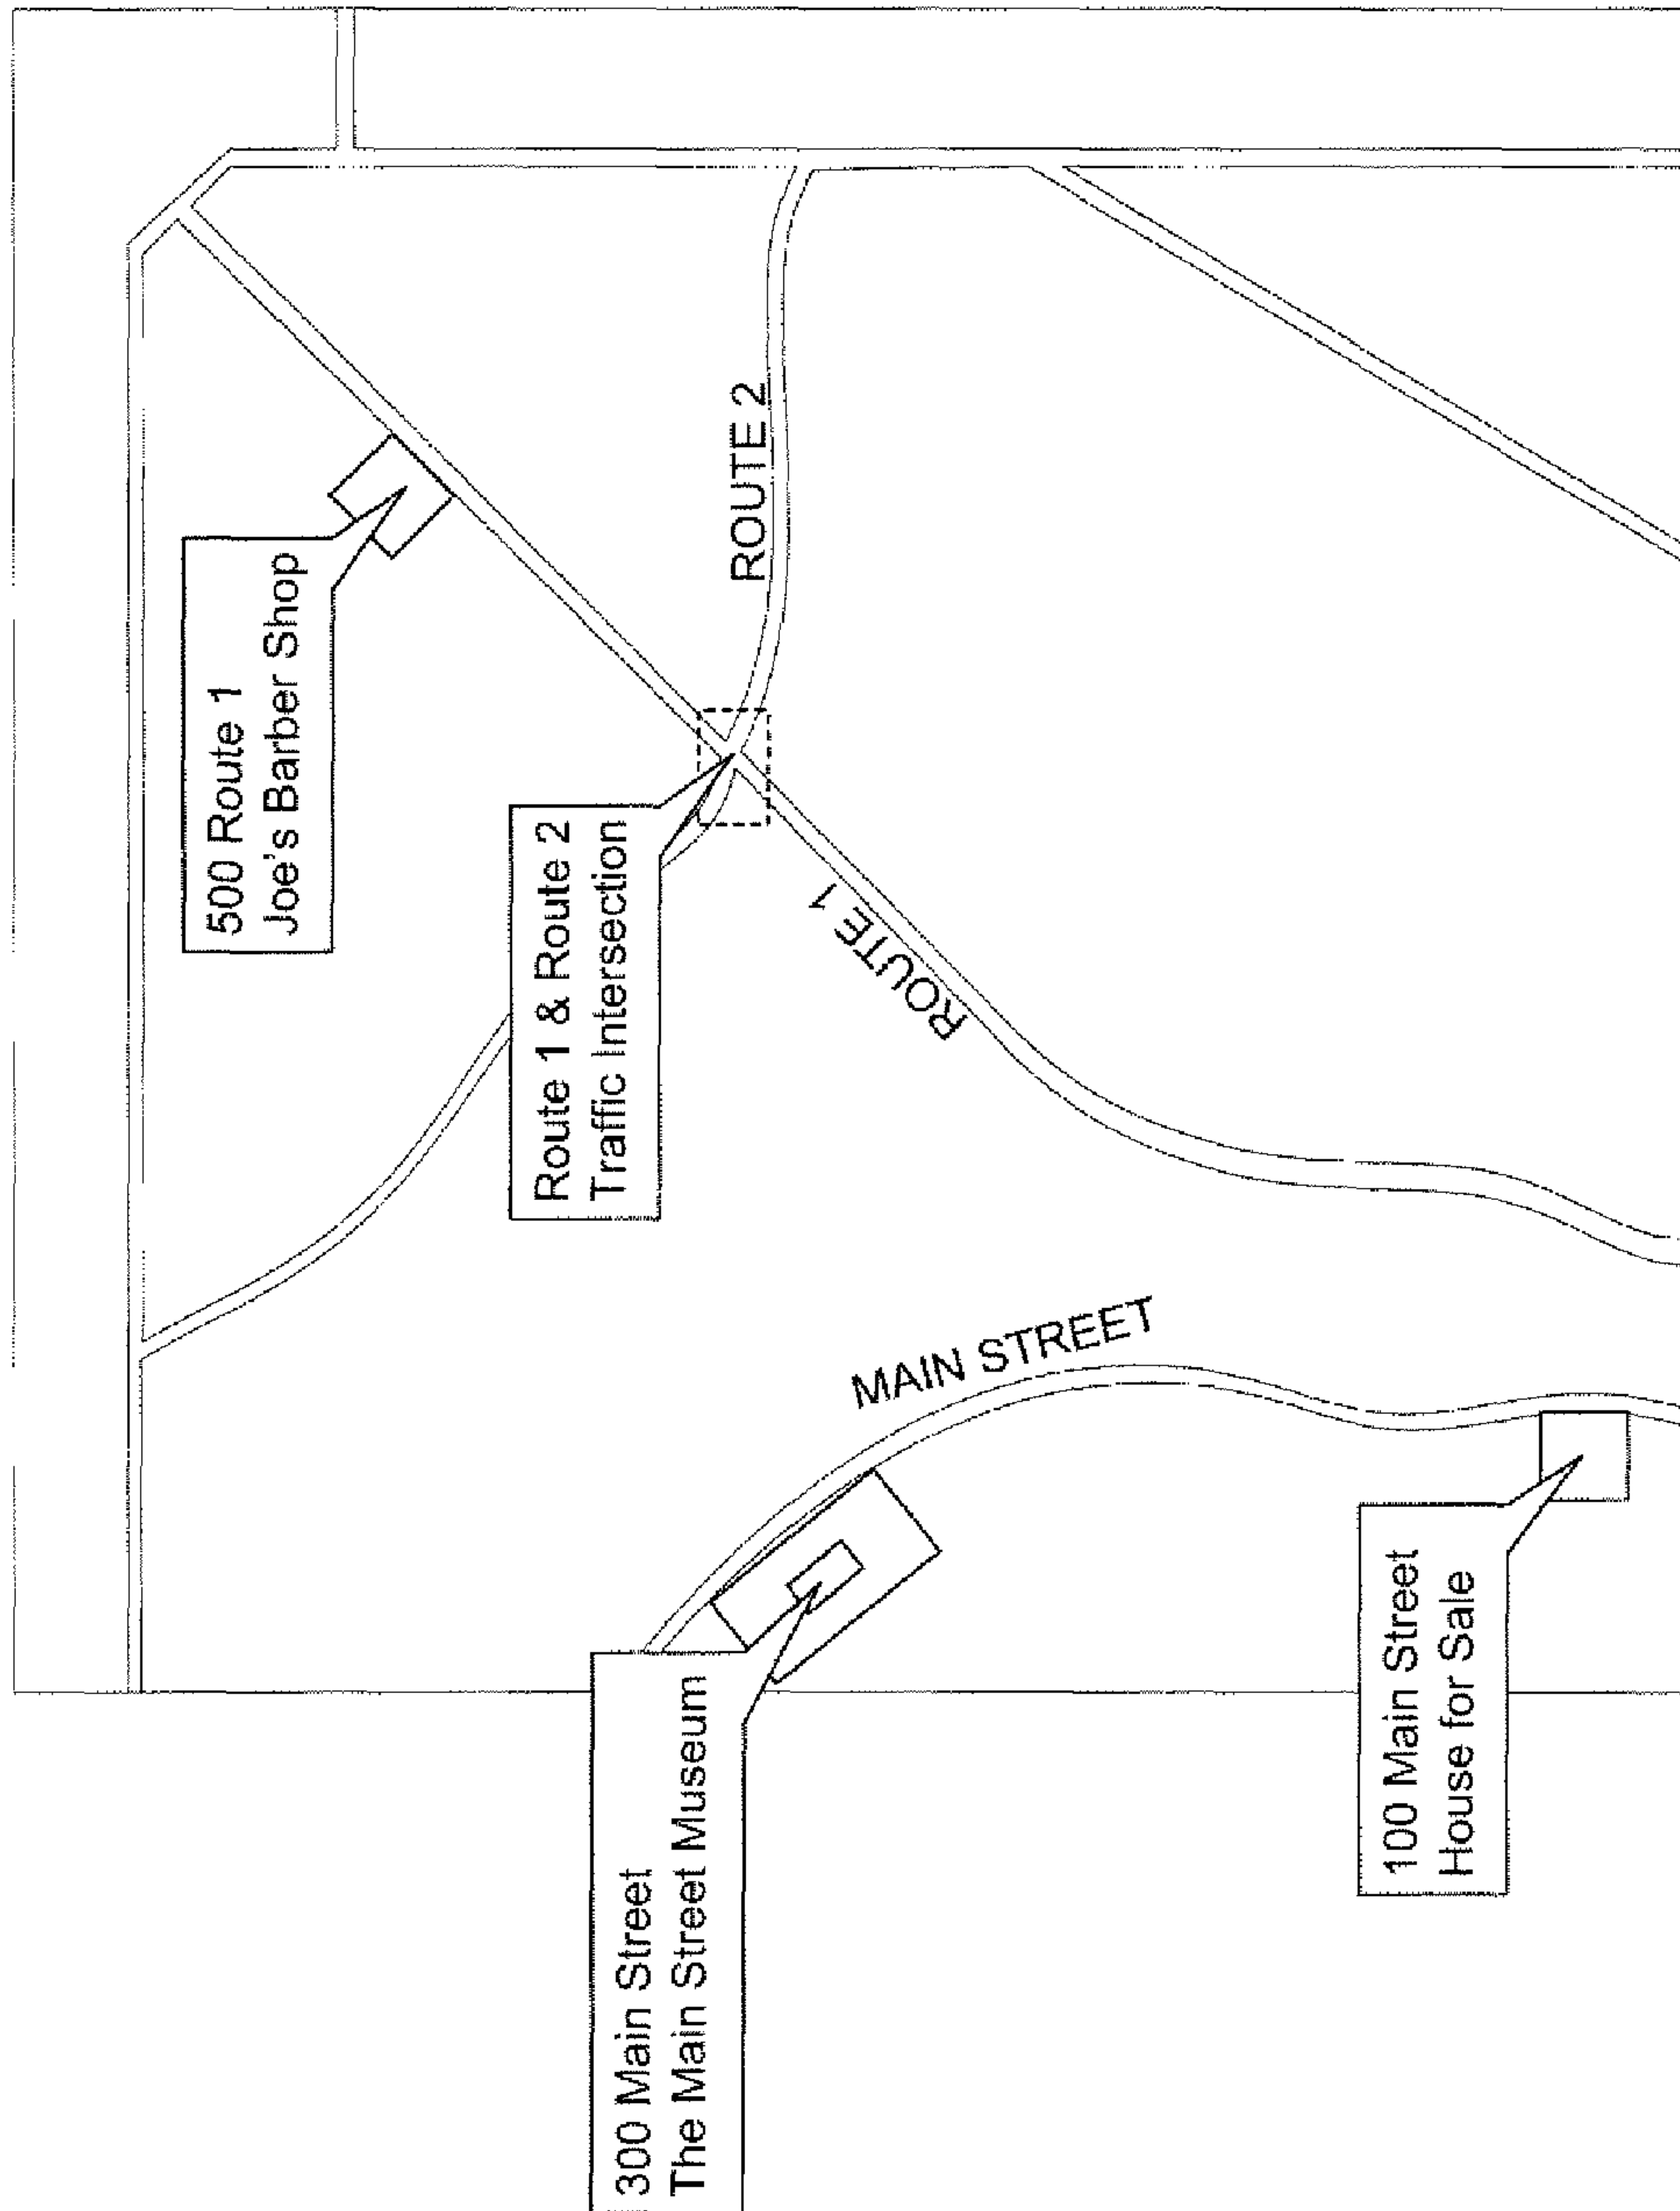 500 Route 1
Joe's Barber Shop
Route 1 & Route 2
Traffic Intersection
ROUTE 2
ROUTE 1
MAIN STREET
300 Main Street
The Main Street Museum
100 Main Street
House for Sale